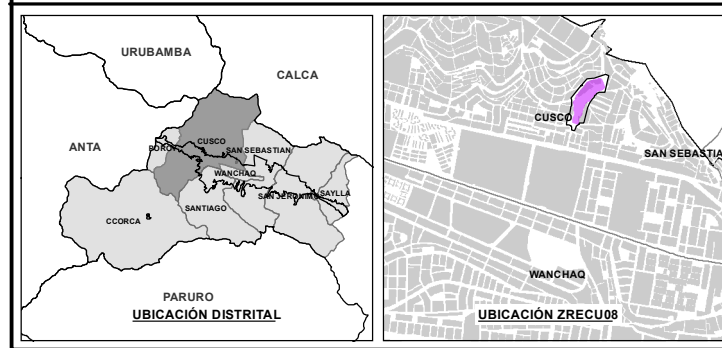 URUBAMBA
CALCA
ANTA
CUSCO
POROY
SAN SEBASTIAN
WANCHAQ
SAN JERONIMO
SAYLLA
SANTIAGO
CCORCA
PARURO
UBICACIÓN DISTRITAL
CUSCO
SAN SEBASTIA
WANCHAQ
UBICACIÓN ZRECU08